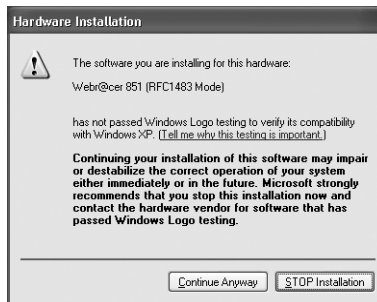 Hardware Installation
The software you are installing for this hardware:
Webr@cer 851 (RFC1483 Mode)
has not passed Windows Logo testing to verify its compatibility
with Windows XP. (Tell me why this testing is important.)
Continuing your installation of this software may impair
or destabilize the correct operation of your system
either immediately or in the future. Microsoft strongly
recommends that you stop this installation now and
contact the hardware vendor for software that has
passed Windows Logo testing.
Continue Anyway
STOP Installation